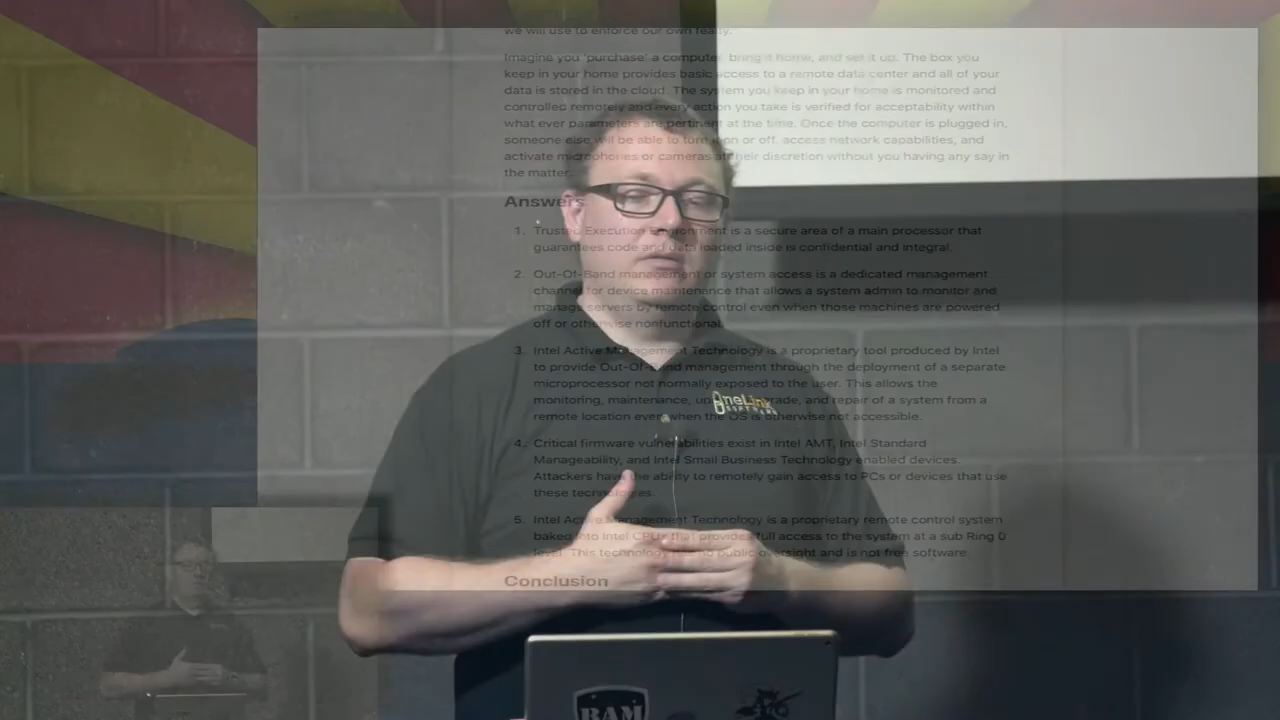 we will use to enforce our own fealty.
Imagine you 'purchase' a computer, bring it home, and set it up. The box you
keep in your home provides basic access to a remote data center and all of your
data is stored in the cloud. The system you keep in your home is monitored and
controlled remotely and every action you take is verified for acceptability within
what ever parameters are pertinent at the time. Once the computer is plugged in,
someone else will be able to turn it on or off, access network capabilities, and
activate microphones or cameras at their discretion without you having any say in
the matter.
Answers
1. Trusted Execution Environment is a secure area of a main processor that
guarantees code and data loaded inside is confidential and integral.
2. Out-Of-Band management or system access is a dedicated management
channel for device maintenance that allows a system admin to monitor and
manage servers by remote control even when those machines are powered
off or otherwise nonfunctional.
3. Intel Active Management Technology is a proprietary tool produced by Intel
to provide Out-Of-Band management through the deployment of a separate
microprocessor not normally exposed to the user. This allows the
monitoring, maintenance, update, upgrade, and repair of a system from a
remote location even when the OS is otherwise not accessible.
OneLink
SOFTWARE
4. Critical firmware vulnerabilities exist in Intel AMT, Intel Standard
Manageability, and Intel Small Business Technology enabled devices.
Attackers have the ability to remotely gain access to PCs or devices that use
these technologies.
5. Intel Active Management Technology is a proprietary remote control system
baked into Intel CPUs that provides full access to the system at a sub Ring 0
level. This technology has no public oversight and is not free software.
Conclusion
BAM